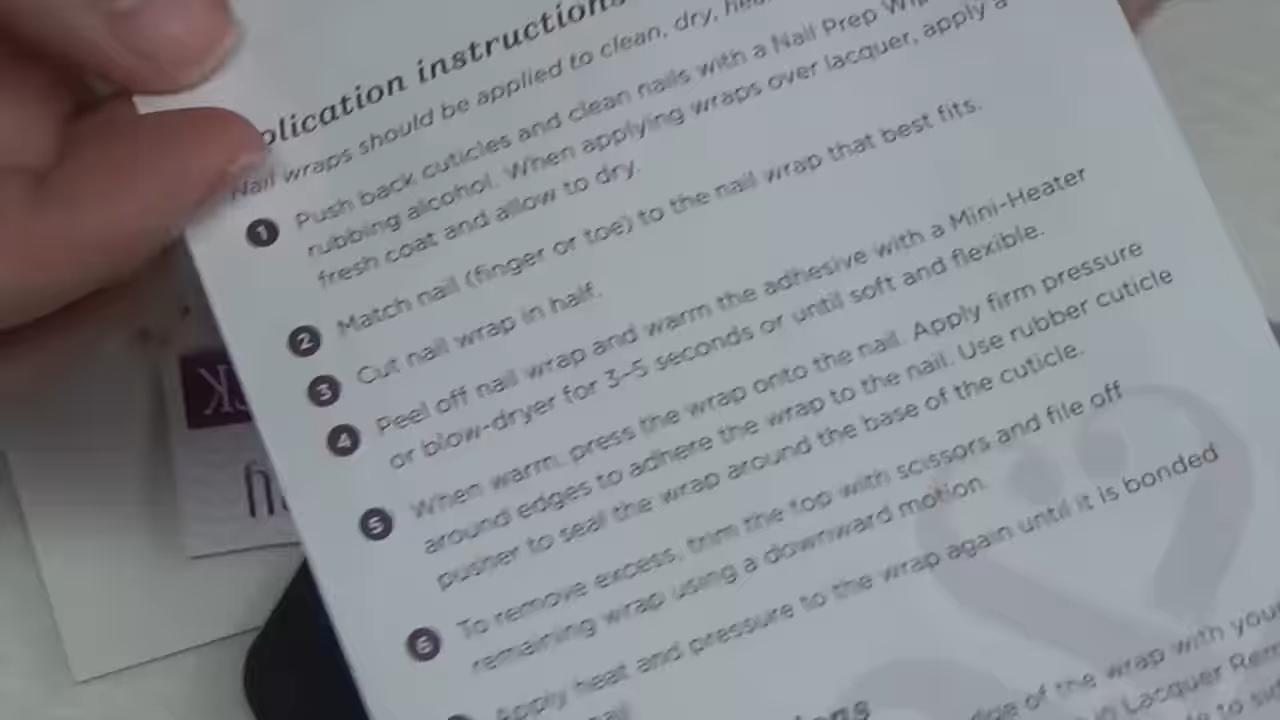 plication instructions
Nail wraps should be applied to clean, dry,
1 Push back cuticles and clean nails with a Nail Prep
rubbing alcohol. When applying wraps over lacquer, apply a
fresh coat and allow to dry.
2 Match nail (finger or toe) to the nail wrap that best fits.
3 Cut nail wrap in half.
4 Peel off nail wrap and warm the adhesive with a Mini-Heater
or blow-dryer for 3–5 seconds or until soft and flexible.
5 When warm, press the wrap onto the nail. Apply firm pressure
around edges to adhere the wrap to the nail. Use rubber cuticle
pusher to seal the wrap around the base of the cuticle.
6 To remove excess, trim the top with scissors and file off
remaining wrap using a downward motion.
Apply heat and pressure to the wrap again until it is bonded
of the wrap with your
Lacquer
to